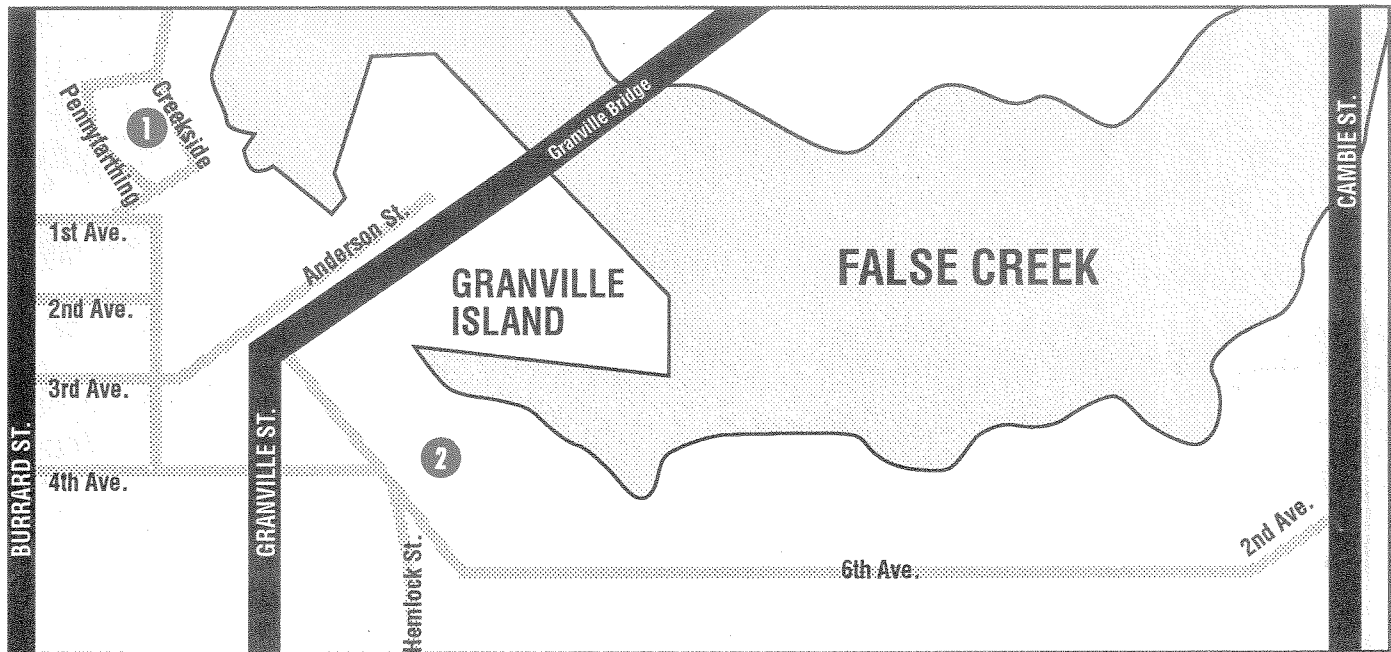 Pennyfarthing
1
Creekside
Granville Bridge
CAMBIE ST.
1st Ave.
Anderson St.
2nd Ave.
GRANVILLE
ISLAND
FALSE CREEK
3rd Ave.
BURRARD ST.
GRANVILLE ST.
4th Ave.
2
Hemlock St.
6th Ave.
2nd Ave.